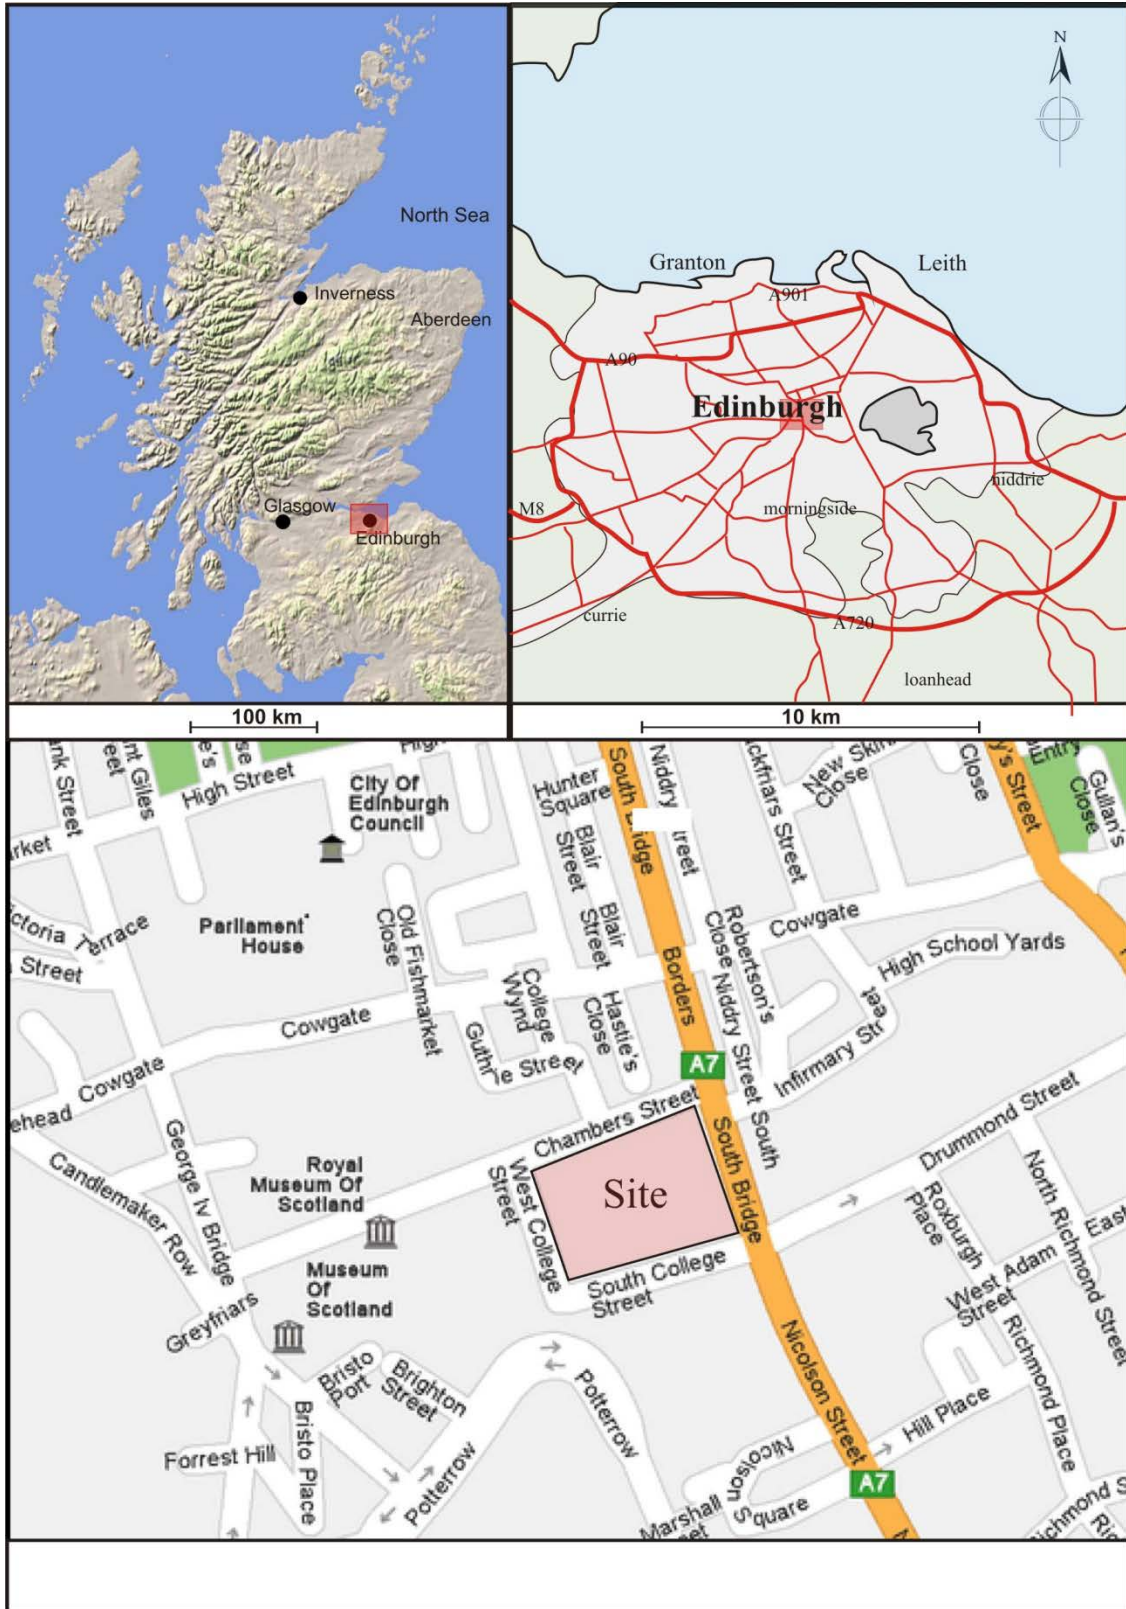 North Sea
Inverness
Aberdeen
Glasgow
Edinburgh
100 km
N
Granton
Leith
A901
A90
Edinburgh
M8
niddrie
morningside
currie
A720
loanhead
10 km
High Street
City Of
Edinburgh
Council
Hunter
Square
Blair
Street
Blair
Street
South Bridge
Niddry Street
New Skin
Close
Close
Entry
Gullan's
Close
Parliament
House
Old Fishmarket
Close
College
Wynd
Hastie's
Close
Borders
Robertson's
Close
Niddry Street South
Cowgate
High School Yards
Infirmary Street
Cowgate
Cowgate
Guthrie Street
A7
Chambers Street
Drummond Street
George Iv Bridge
Candlemaker Row
Royal
Museum Of
Scotland
West College
Street
Site
South Bridge
Museum
Of
Scotland
South College
Street
Roxburgh
Place
North Richmond Street
West Adam
Street
East
Greyfriars
Bristo
Port
Brighton
Street
Potterrow
Potterrow
Nicolson Street
Nicolson
Square
Hill Place
Richmond Place
Forrest Hill
Bristo Place
Marshall
A7